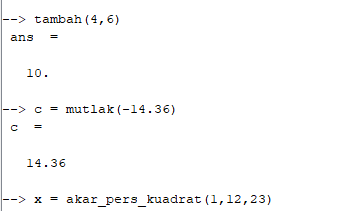 --> tambah(4,6)
ans =
10.
--> c = mutlak(-14.36)
c =
14.36
--> x = akar_pers_kuadrat(1,12,23)